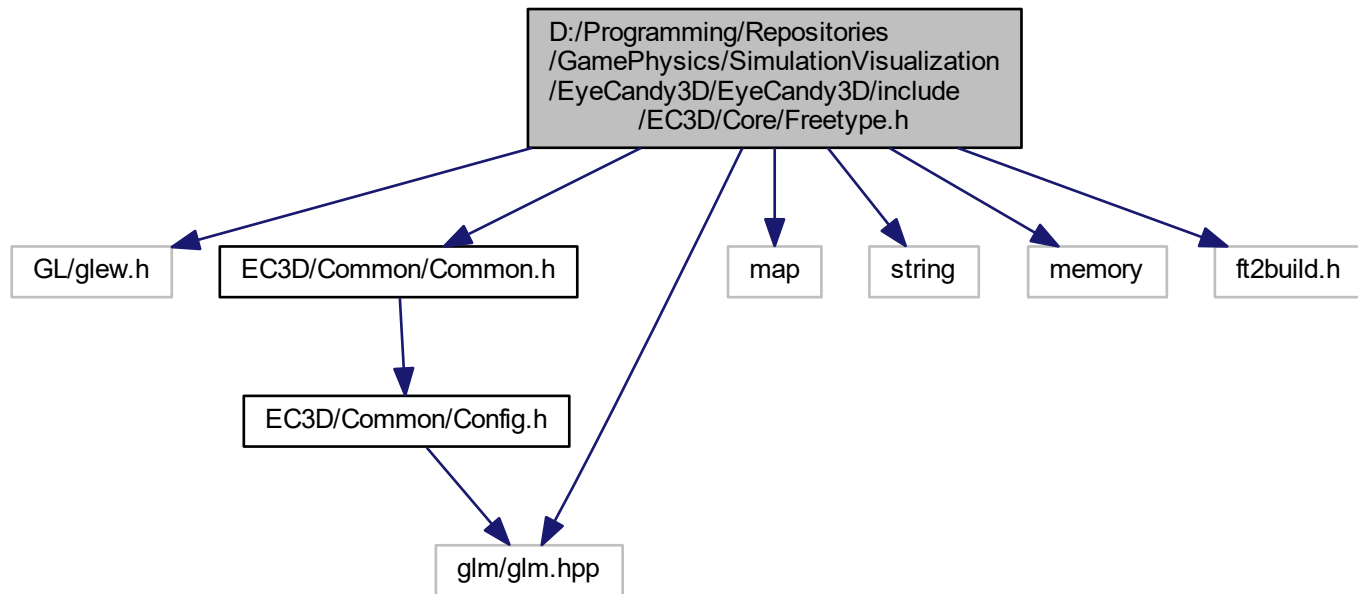 D:/Programming/Repositories
/GamePhysics/SimulationVisualization
/EyeCandy3D/EyeCandy3D/include
/EC3D/Core/Freetype.h
GL/glew.h
EC3D/Common/Common.h
map
string
memory
ft2build.h
EC3D/Common/Config.h
glm/glm.hpp